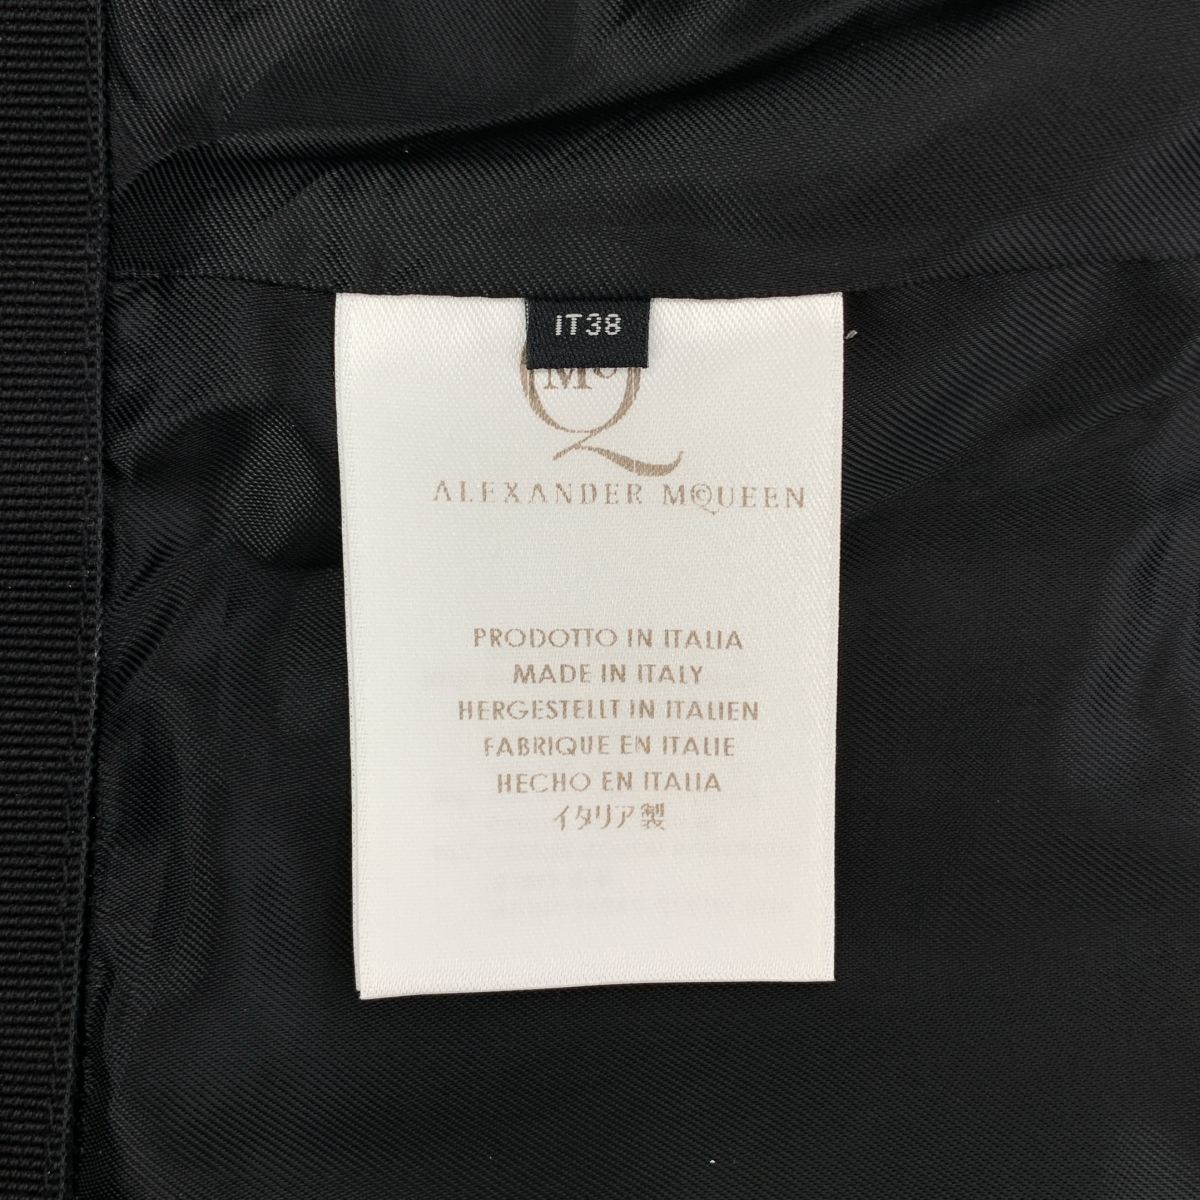 IT38
McQ
ALEXANDER McQUEEN
PRODOTTO IN ITALIA
MADE IN ITALY
HERGESTELLT IN ITALIEN
FABRIQUE EN ITALIE
HECHO EN ITALIA
イタリア製